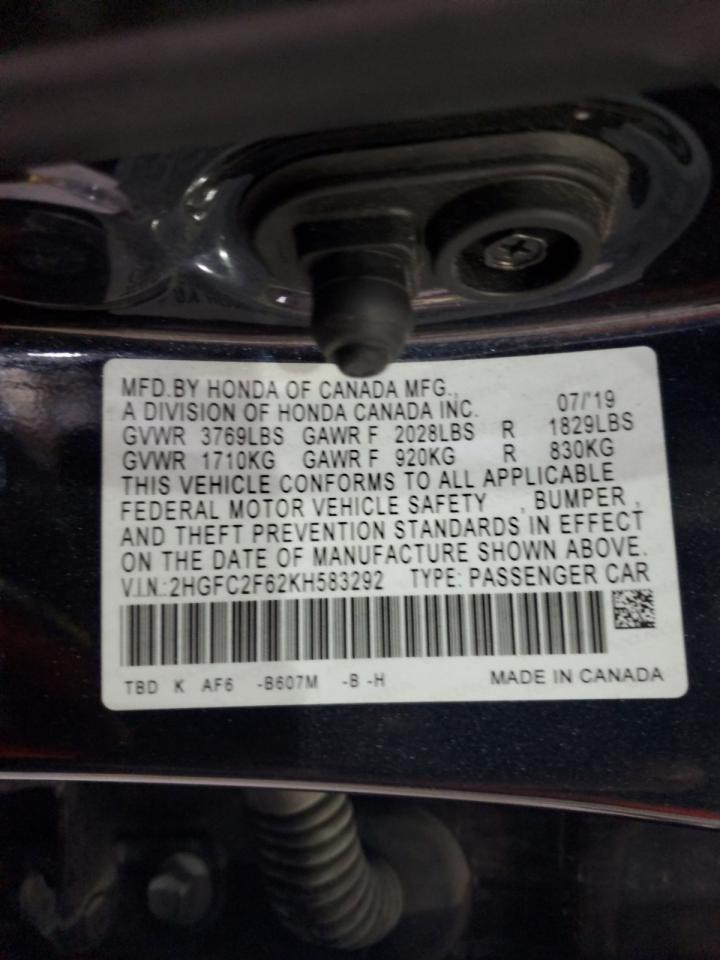 MFD.BY HONDA OF CANADA MFG.,
A DIVISION OF HONDA CANADA INC. 07/'19
GVWR 3769LBS GAWR F 2028LBS R 1829LBS
GVWR 1710KG GAWR F 920KG R 830KG
THIS VEHICLE CONFORMS TO ALL APPLICABLE
FEDERAL MOTOR VEHICLE SAFETY , BUMPER ,
AND THEFT PREVENTION STANDARDS IN EFFECT
ON THE DATE OF MANUFACTURE SHOWN ABOVE.
V.I.N.:2HGFC2F62KH583292 TYPE: PASSENGER CAR
TBD K AF6 -B607M -B -H MADE IN CANADA